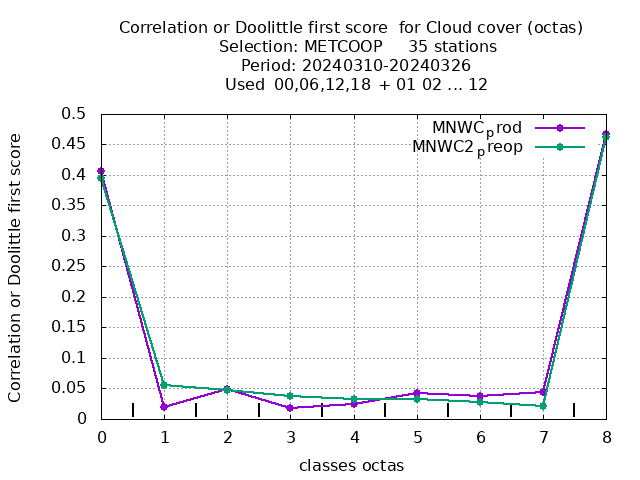 Correlation or Doolittle first score  for Cloud cover (octas)
Selection: METCOOP     35 stations
Period: 20240310-20240326
Used  00,06,12,18 + 01 02 ... 12
MNWCprod
MNWC2preop
Correlation or Doolittle first score
0.5
0.45
0.4
0.35
0.3
0.25
0.2
0.15
0.1
0.05
0
0 1 2 3 4 5 6 7 8
classes octas